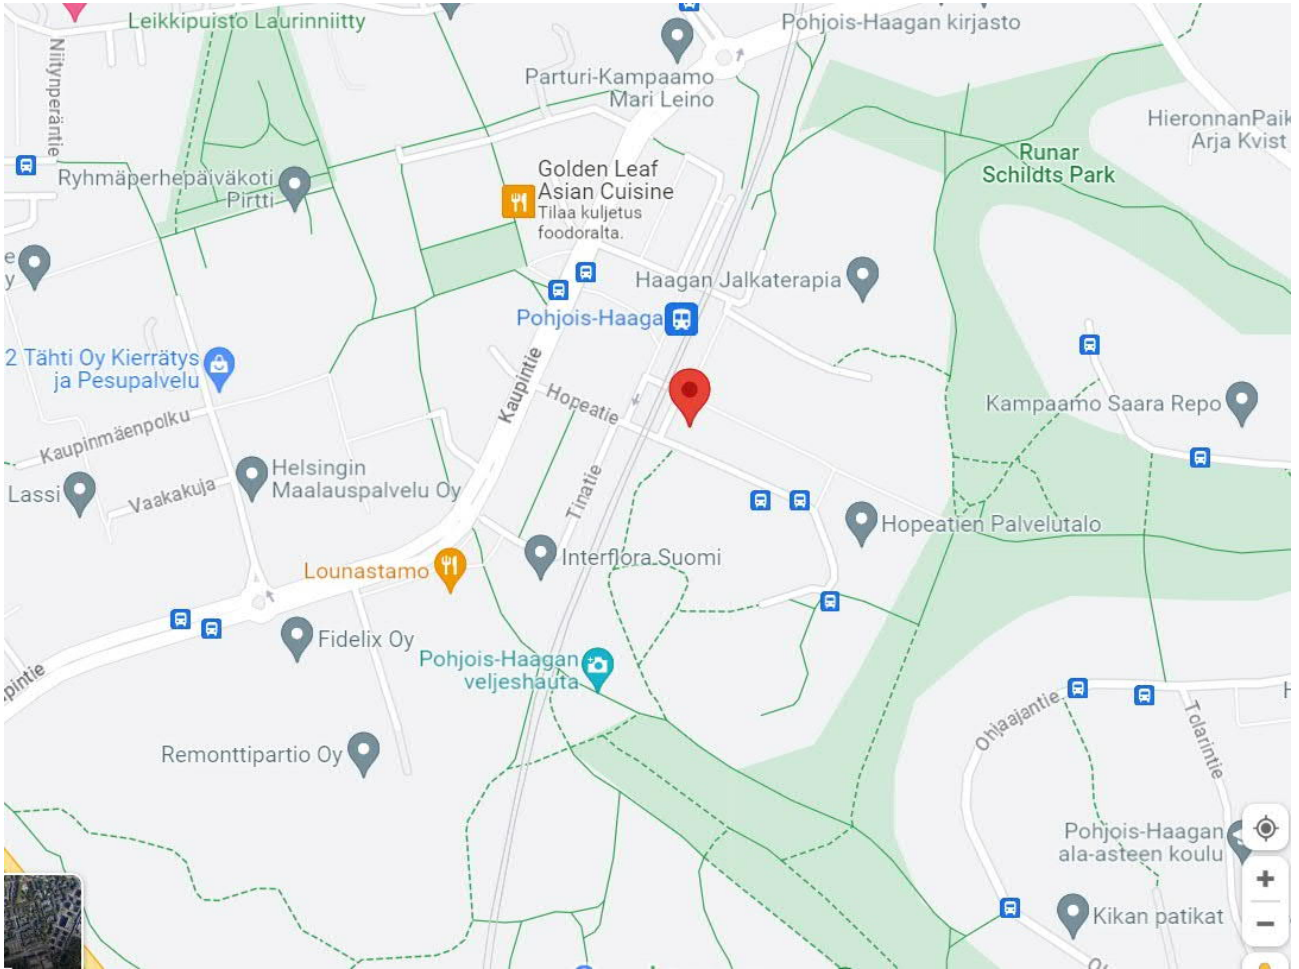 Leikkipuisto Laurinniitty
Pohjois-Haagan kirjasto
Niitynperäntie
Parturi-Kampaamo
Mari Leino
HieronnanPaik
Arja Kvist
Runar
Schildts Park
Golden Leaf
Asian Cuisine
Tilaa kuljetus
foodoralta.
Ryhmäperhepäiväkoti
Pirtti
e
y
Haagan Jalkaterapia
Pohjois-Haaga
2 Tähti Oy Kierrätys
ja Pesupalvelu
Kaupintie
Hopeatie
Kampaamo Saara Repo
Kaupinmäenpolku
Helsingin
Maalauspalvelu Oy
Lassi
Vaakakuja
Tinatie
Hopeatien Palvelutalo
Interflora Suomi
Lounastamo
Fidelix Oy
Pohjois-Haagan
veljeshauta
pintie
Ohjaajantie
H
Tolarintie
Remonttipartio Oy
Pohjois-Haagan
ala-asteen koulu
Kikan patikat